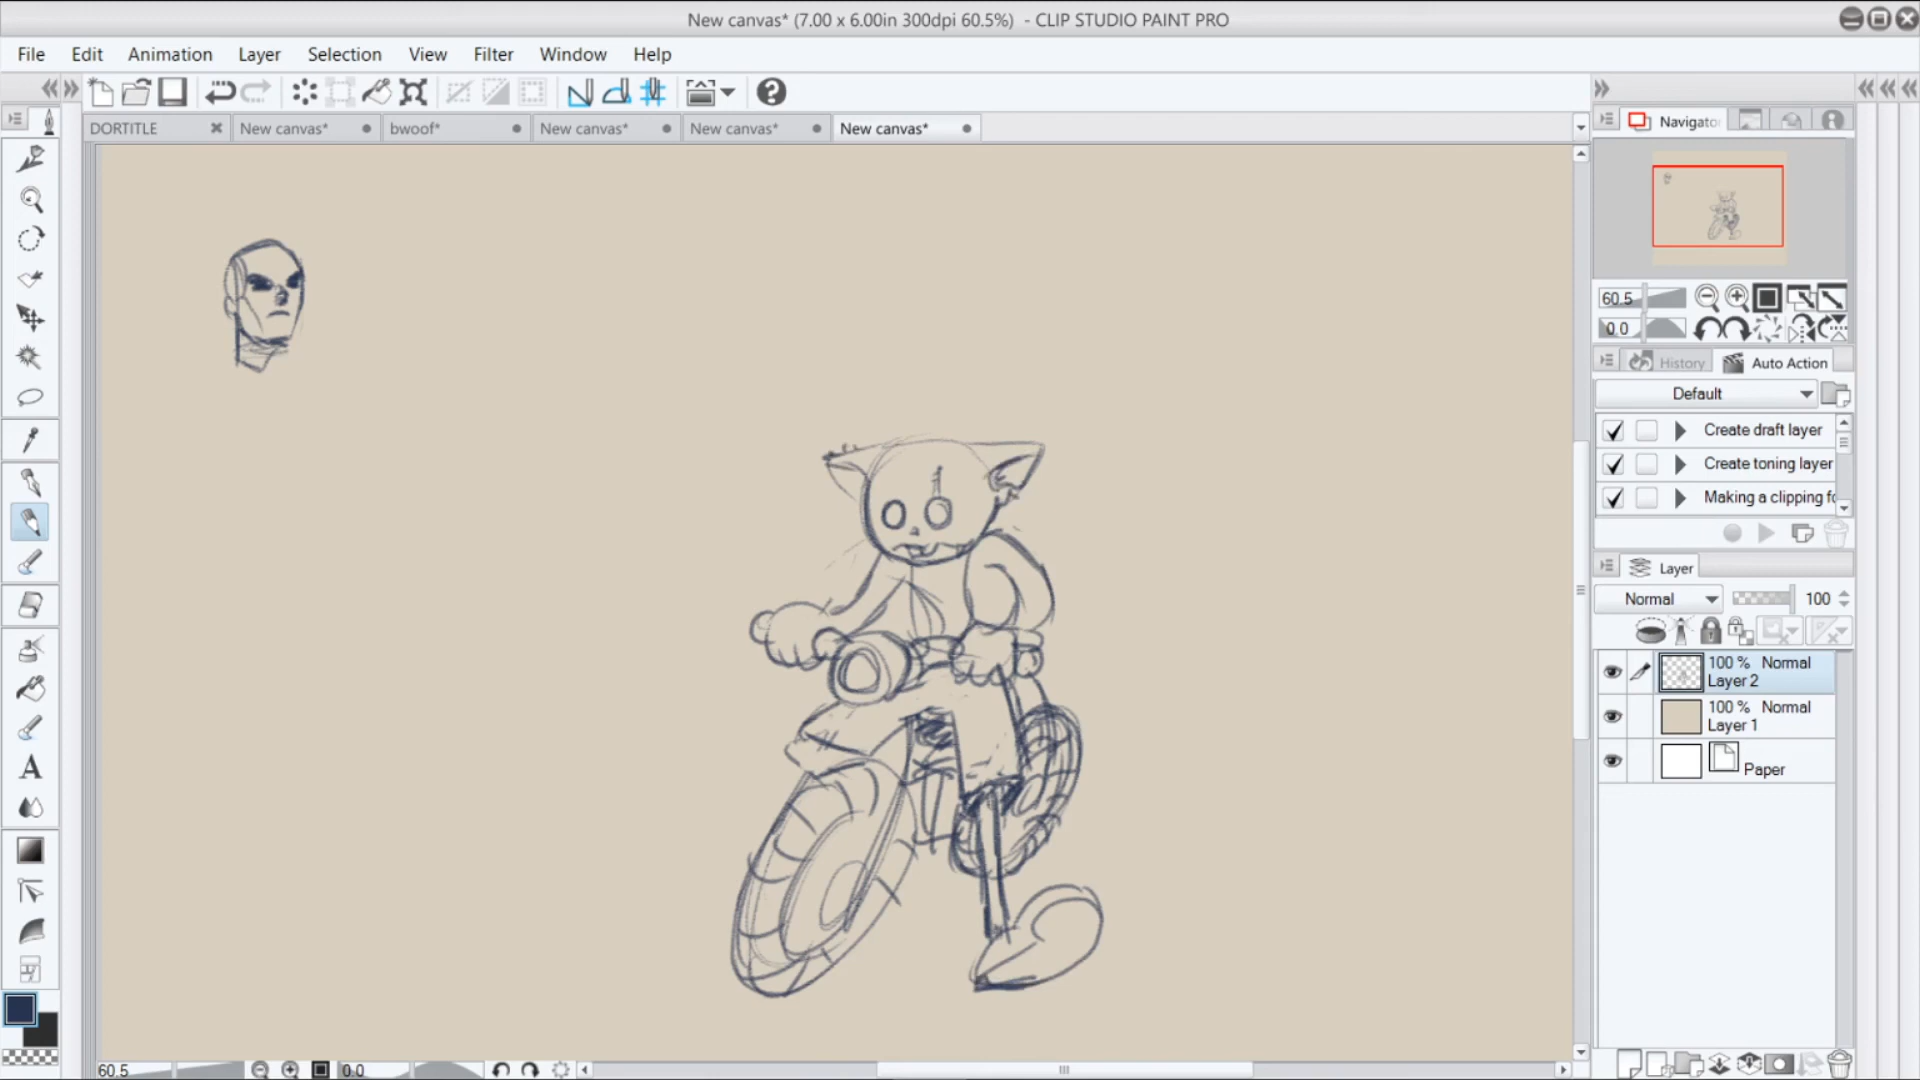 New canvas* (7.00 x 6.00in 300dpi 60.5%) - CLIP STUDIO PAINT PRO
File Edit Animation Layer Selection View Filter Window Help
DORTITLE New canvas* bwoof* New canvas* New canvas* New canvas*
Navigato
60.5
0.0
History Auto Action
Default
Create draft layer
Create toning layer
Making a clipping fo
Layer
Normal 100
100 % Normal
Layer 2
100 % Normal
Layer 1
Paper
60.5 0.0